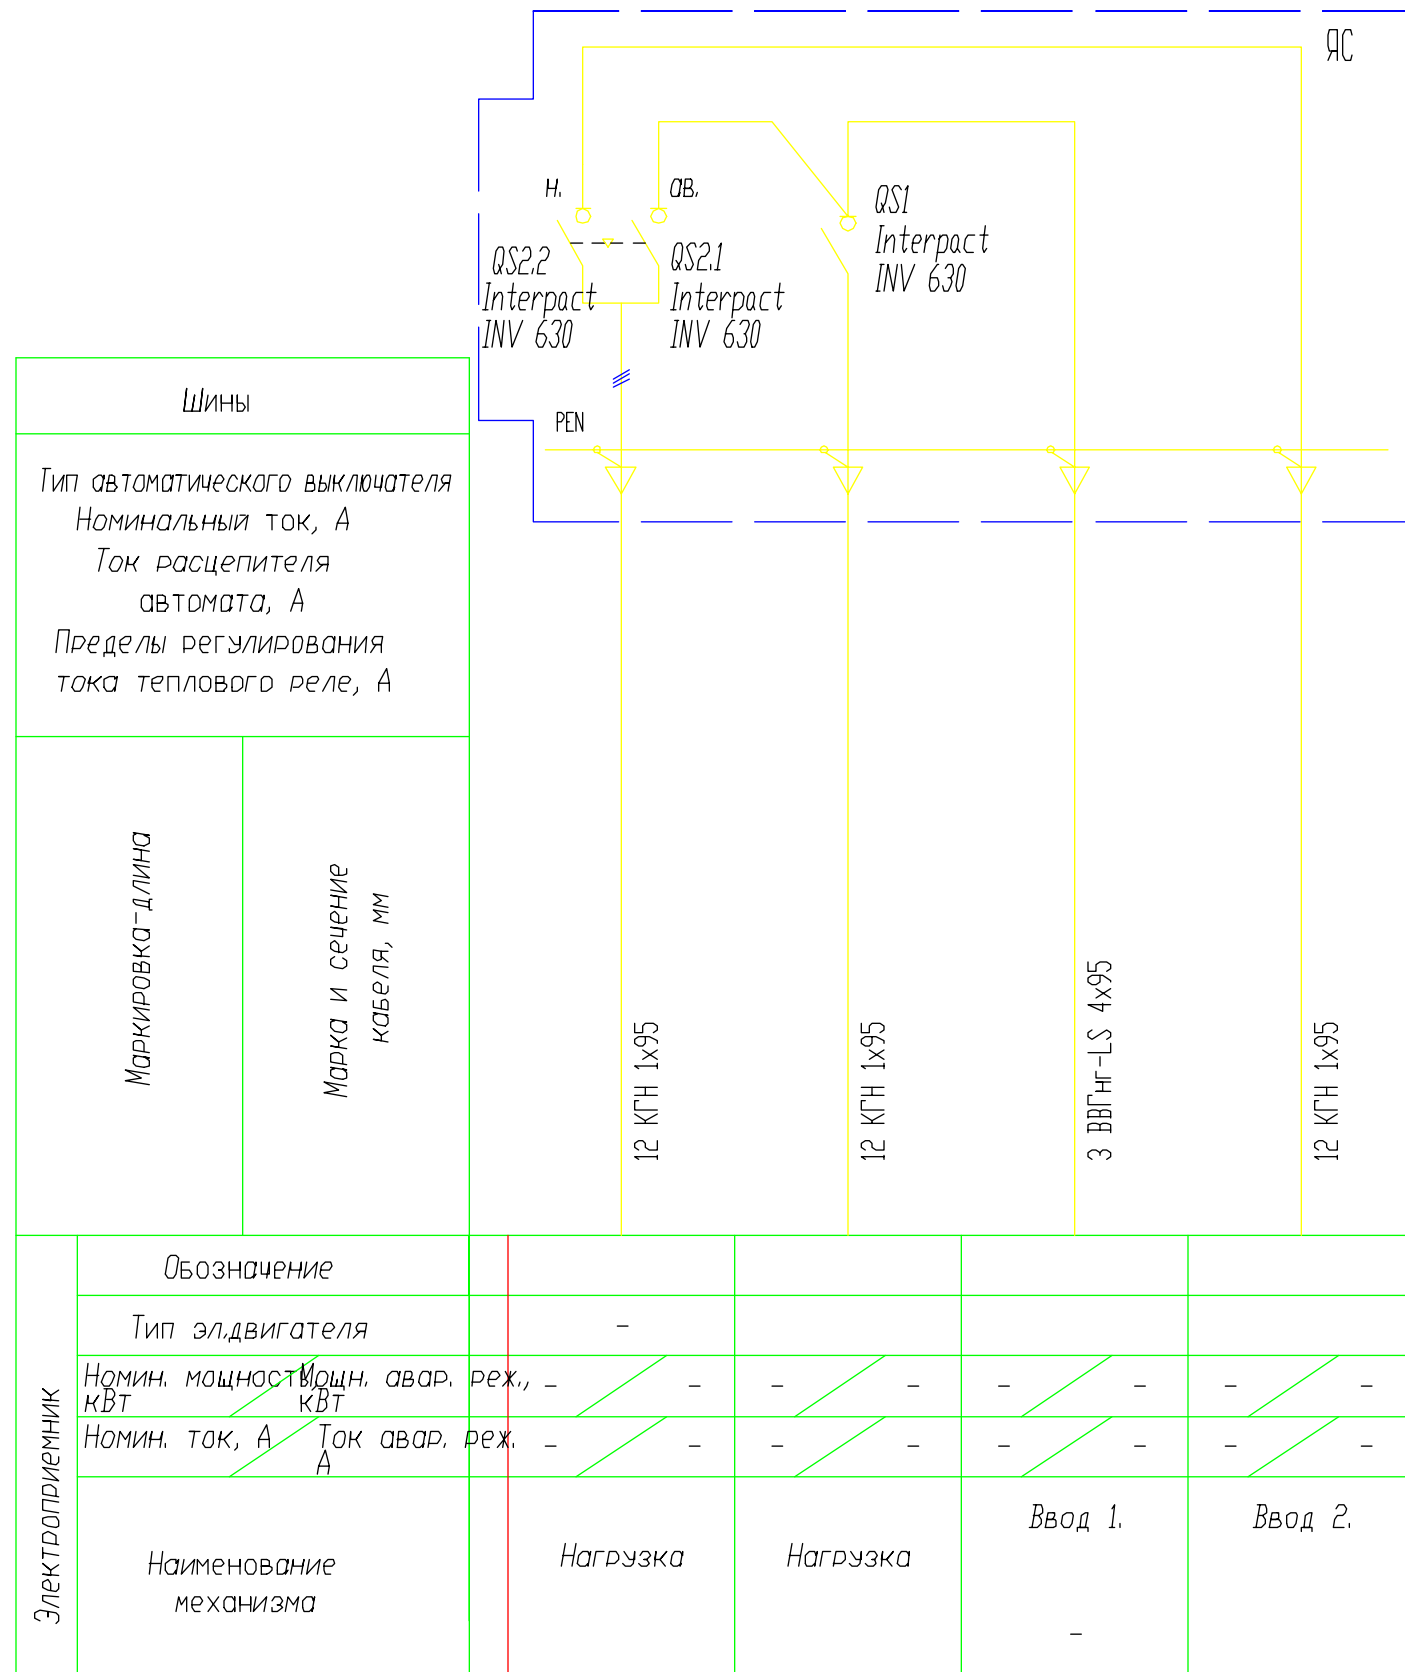 ЯС
н.
ав.
QS1
Interpact
INV 630
QS2.2
Interpact
INV 630
QS2.1
Interpact
INV 630
PEN
Шины
Тип автоматического выключателя
Номинальный ток, А
Ток расцепителя
автомата, А
Пределы регулирования
тока теплового реле, А
Маркировка-длина
Марка и сечение
кабеля, мм
12 КГН 1х95
12 КГН 1х95
3 ВВГнг-LS 4х95
12 КГН 1х95
Электроприемник
Обозначение
Тип эл.двигателя
-
Номин. мощность
кВт
Мощн. авар. реж.,
кВт
- - - - - - - -
Номин. ток, А
Ток авар. реж.
А
- - - - - - - -
Наименование
механизма
Нагрузка
Нагрузка
Ввод 1.
-
Ввод 2.